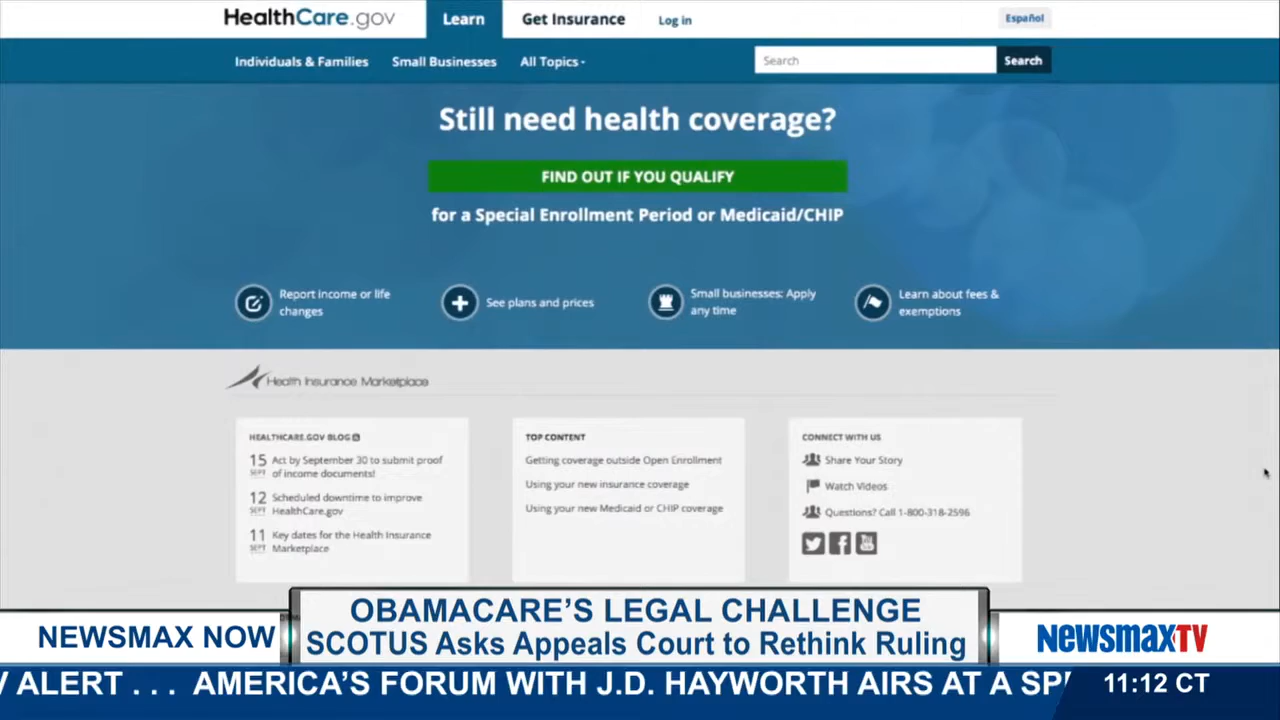 HealthCare.gov
Learn
Get Insurance
Log in
Español
Individuals & Families
Small Businesses
All Topics
Search
Search
Still need health coverage?
FIND OUT IF YOU QUALIFY
for a Special Enrollment Period or Medicaid/CHIP
Report income or life
changes
See plans and prices
Small businesses: Apply
any time
Learn about fees &
exemptions
Health Insurance Marketplace
HEALTHCARE.GOV BLOG
15 Act by September 30 to submit proof
SEPT of income documents!
12 Scheduled downtime to improve
SEPT HealthCare.gov
11 Key dates for the Health Insurance
SEPT Marketplace
TOP CONTENT
Getting coverage outside Open Enrollment
Using your new insurance coverage
Using your new Medicaid or CHIP coverage
CONNECT WITH US
Share Your Story
Watch Videos
Questions? Call 1-800-318-2596
You
Tube
NEWSMAX NOW
OBAMACARE'S LEGAL CHALLENGE
SCOTUS Asks Appeals Court to Rethink Ruling
NEWSMAXTV
V ALERT . . . AMERICA'S FORUM WITH J.D. HAYWORTH AIRS AT A SP
11:12 CT